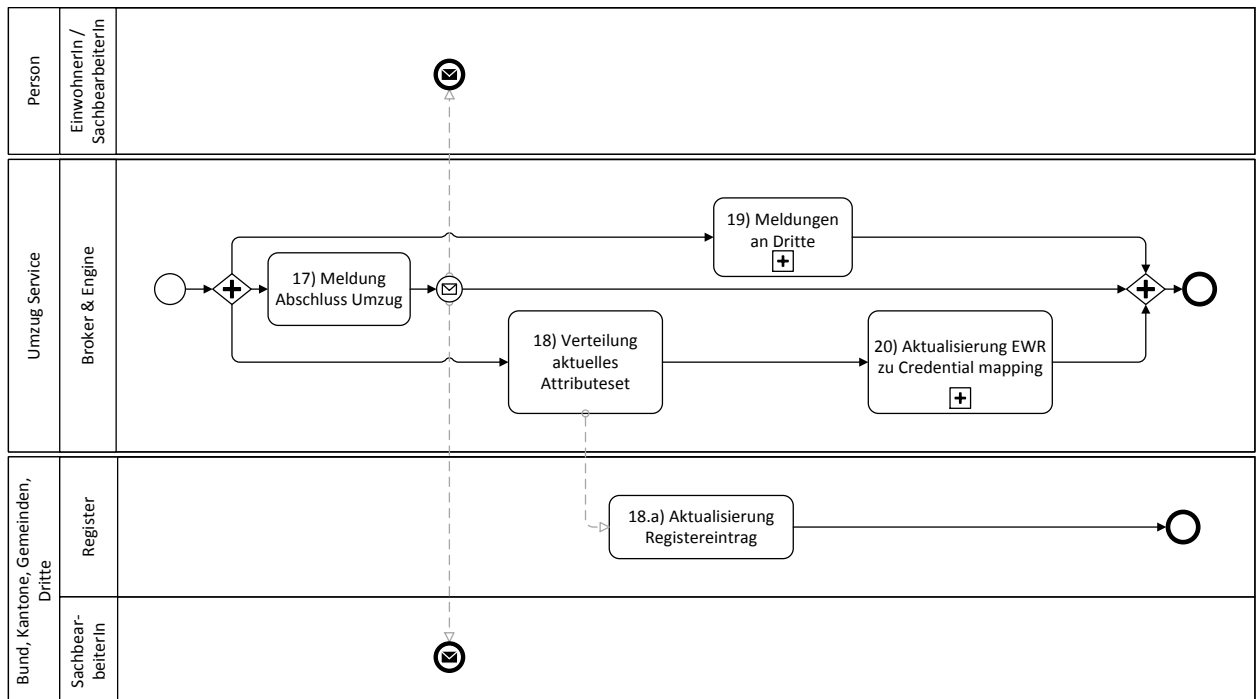 Person
EinwohnerIn /
SachbearbeiterIn
Umzug Service
Broker & Engine
17) Meldung
Abschluss Umzug
19) Meldungen
an Dritte
18) Verteilung
aktuelles
Attributeset
20) Aktualisierung EWR
zu Credential mapping
Bund, Kantone, Gemeinden,
Dritte
Register
18.a) Aktualisierung
Registereintrag
Sachbear-
beiterIn